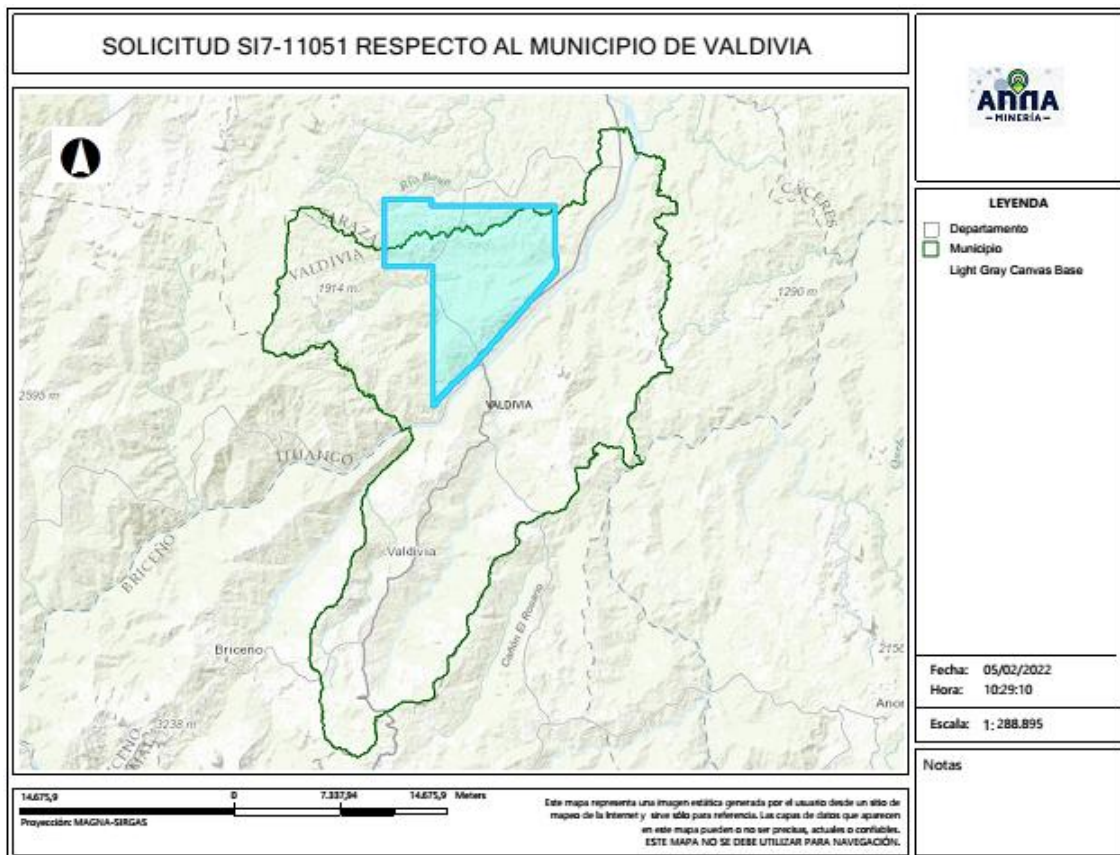 SOLICITUD SI7-11051 RESPECTO AL MUNICIPIO DE VALDIVIA
ANNA
–MINERÍA–
LEYENDA
Departamento
Municipio
Light Gray Canvas Base
CÁCERES
VALDIVIA
1914 m
1290 m
2595 m
VALDIVIA
ITUANGO
BRICEÑO
Valdivia
Cañón El Rosario
Briceño
3238 m
Fecha: 05/02/2022
Hora: 10:29:10
Escala: 1: 288.895
Notas
14.675,9 0 7.337,94 14.675,9 Meters
Proyección: MAGNA-SIRGAS
Este mapa representa una imagen estática generada por el usuario desde un sitio de
mapeo de la Internet y sirve sólo para referencia. Las capas de datos que aparecen
en este mapa pueden o no ser precisas, actuales o confiables.
ESTE MAPA NO SE DEBE UTILIZAR PARA NAVEGACIÓN.